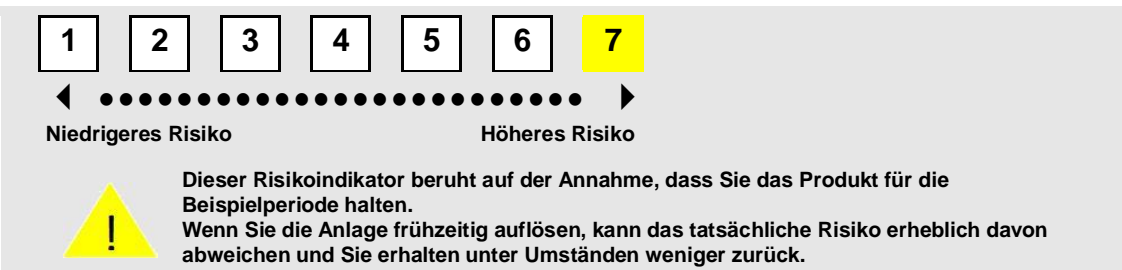 1 2 3 4 5 6 7
Niedrigeres Risiko Höheres Risiko
Dieser Risikoindikator beruht auf der Annahme, dass Sie das Produkt für die
Beispielperiode halten.
Wenn Sie die Anlage frühzeitig auflösen, kann das tatsächliche Risiko erheblich davon
abweichen und Sie erhalten unter Umständen weniger zurück.
!